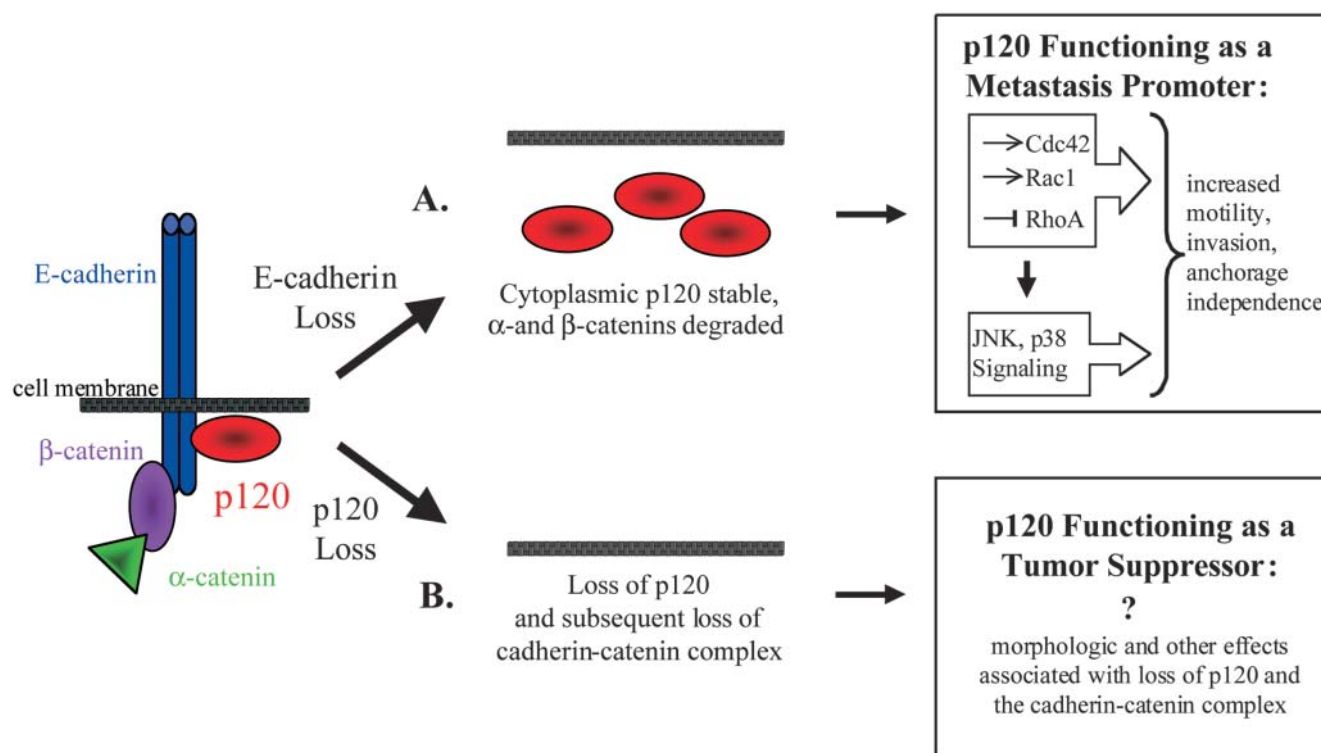 E-cadherin
cell membrane
β-catenin
p120
α-catenin
E-cadherin
Loss
p120
Loss
A.
Cytoplasmic p120 stable,
α-and β-catenins degraded
p120 Functioning as a
Metastasis Promoter:
Cdc42
Rac1
RhoA
JNK, p38
Signaling
increased
motility,
invasion,
anchorage
independence
B.
Loss of p120
and subsequent loss of
cadherin-catenin complex
p120 Functioning as a
Tumor Suppressor:
?
morphologic and other effects
associated with loss of p120 and
the cadherin-catenin complex